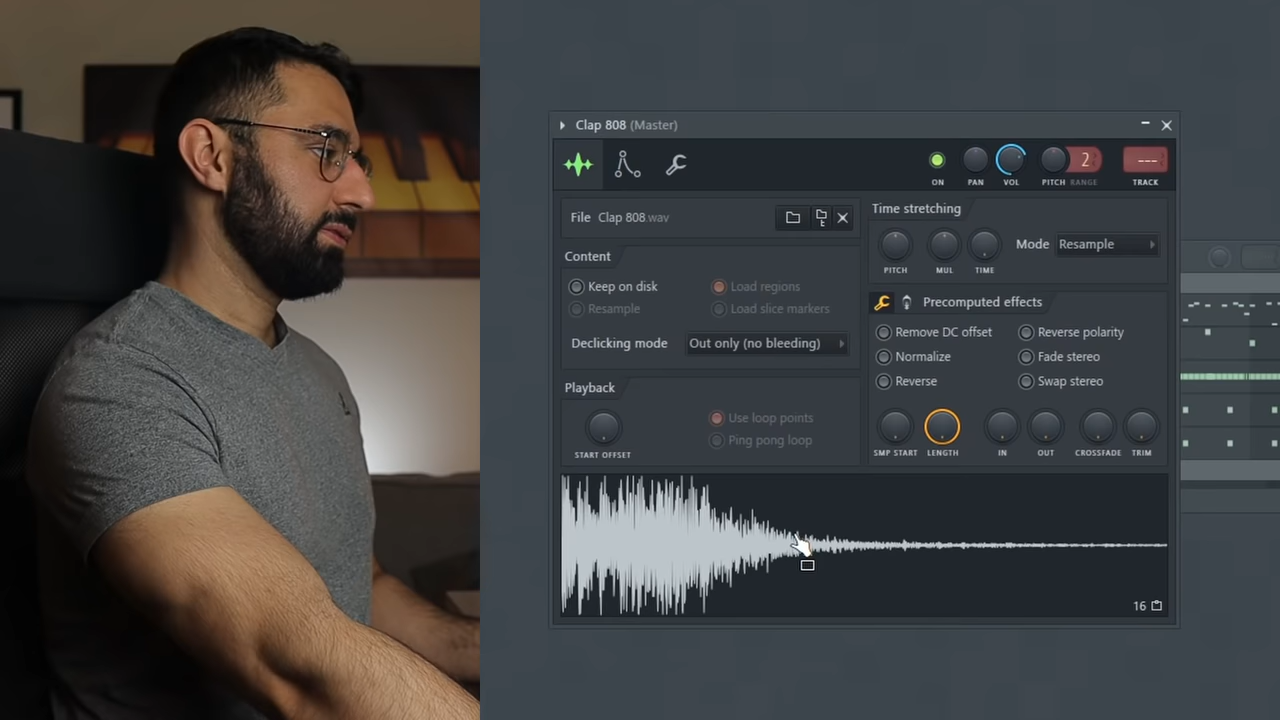 Clap 808 (Master)
ON PAN VOL PITCH RANGE 2 --- TRACK
File Clap 808.wav
Content
Keep on disk Load regions
Resample Load slice markers
Declicking mode Out only (no bleeding)
Playback
START OFFSET
Use loop points
Ping pong loop
Time stretching
PITCH MUL TIME
Mode Resample
Precomputed effects
Remove DC offset Reverse polarity
Normalize Fade stereo
Reverse Swap stereo
SMP START LENGTH IN OUT CROSSFADE TRIM
16